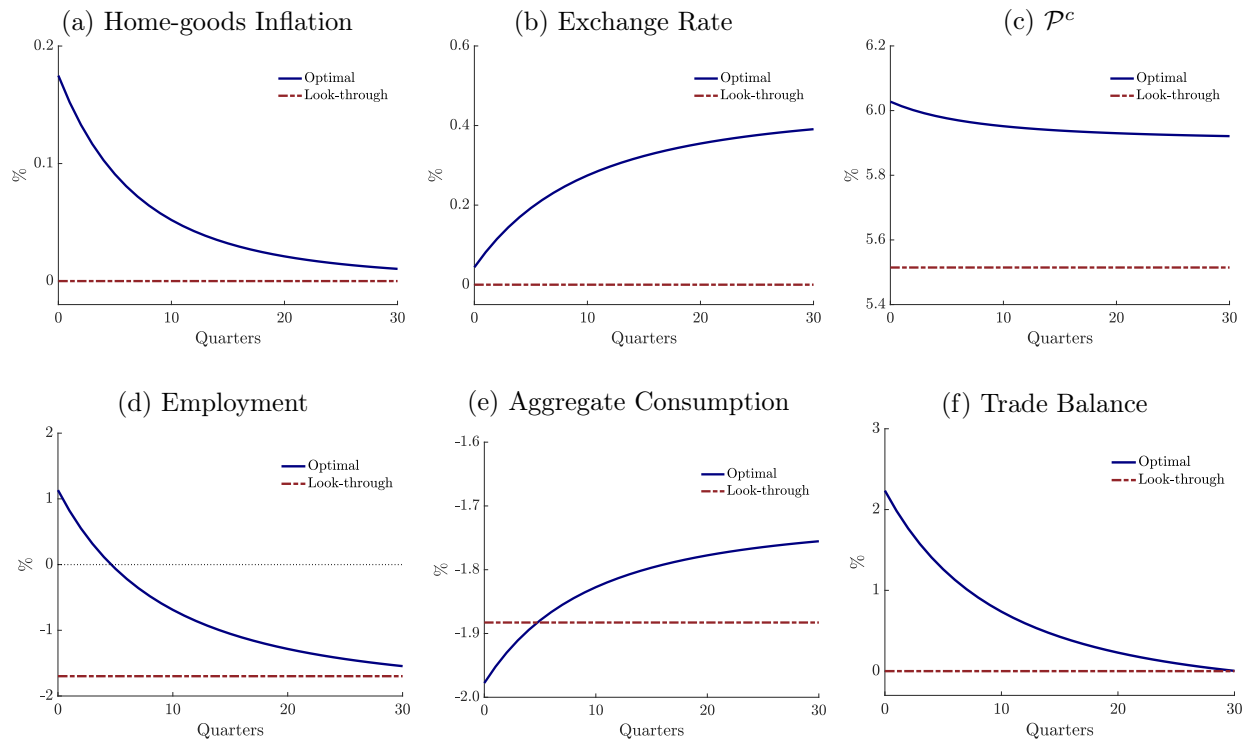 (a) Home-goods Inflation
0.2
0.1
0
%
0 10 20 30
Quarters
Optimal
Look-through
(b) Exchange Rate
0.6
0.4
0.2
0
%
0 10 20 30
Quarters
Optimal
Look-through
(c) 𝒫ᶜ
6.2
6.0
5.8
5.6
5.4
%
0 10 20 30
Quarters
Optimal
Look-through
(d) Employment
2
1
0
−1
−2
%
0 10 20 30
Quarters
Optimal
Look-through
(e) Aggregate Consumption
−1.6
−1.7
−1.8
−1.9
−2.0
%
0 10 20 30
Quarters
Optimal
Look-through
(f) Trade Balance
3
2
1
0
%
0 10 20 30
Quarters
Optimal
Look-through